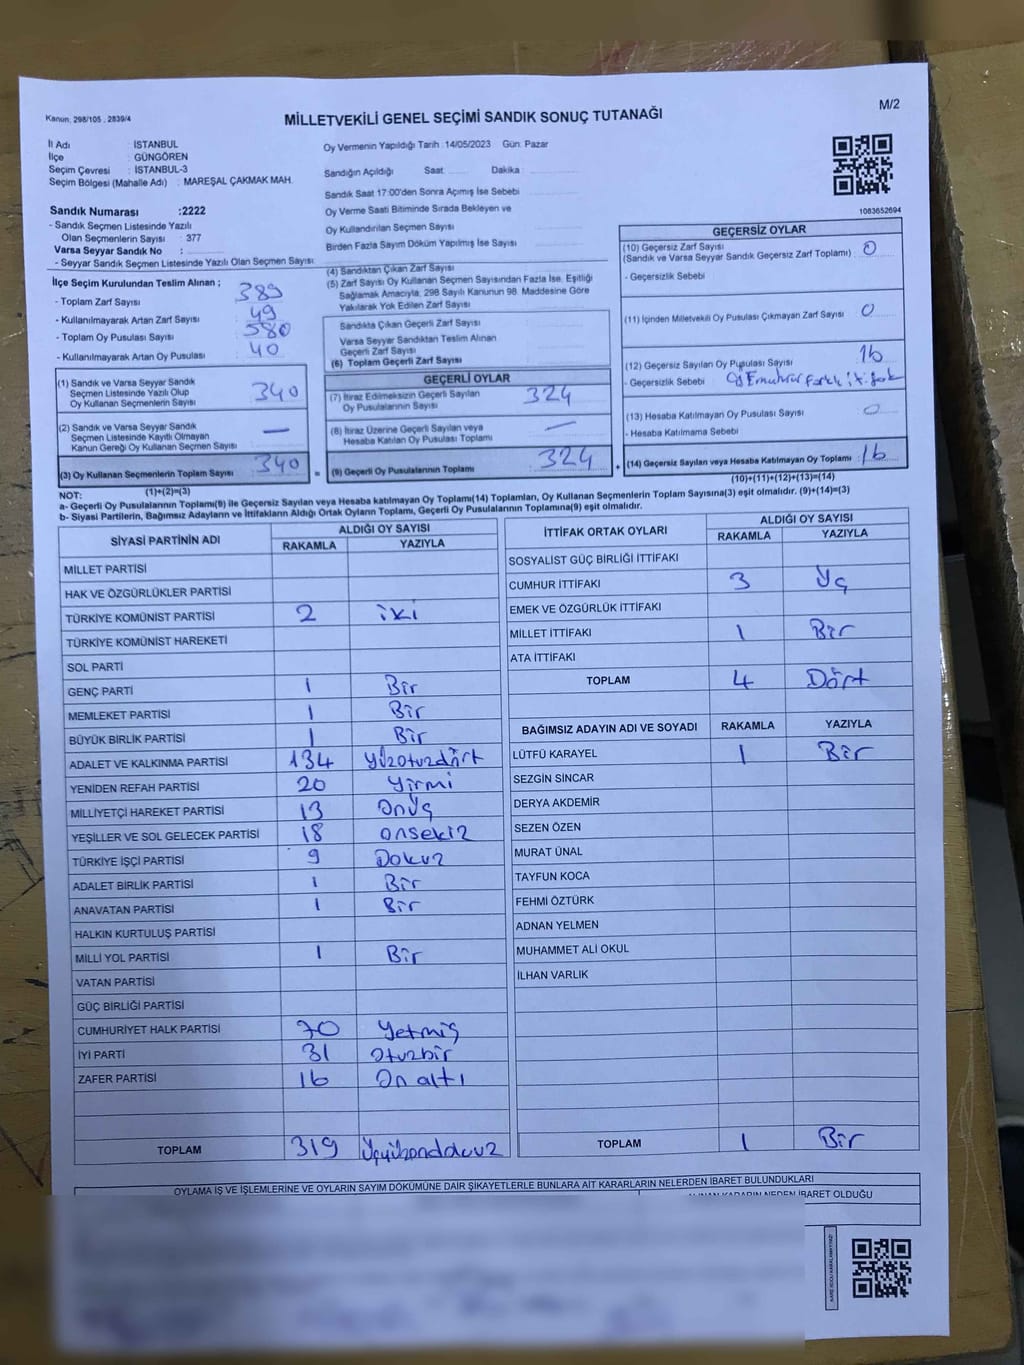 M/2
Kanun, 298/105 , 2839/4
MİLLETVEKİLİ GENEL SEÇİMİ SANDIK SONUÇ TUTANAĞI
İl Adı : İSTANBUL
İlçe : GÜNGÖREN
Seçim Çevresi : İSTANBUL-3
Seçim Bölgesi (Mahalle Adı) : MAREŞAL ÇAKMAK MAH.
Sandık Numarası :2222
- Sandık Seçmen Listesinde Yazılı
Olan Seçmenlerin Sayısı : 377
Varsa Seyyar Sandık No :
- Seyyar Sandık Seçmen Listesinde Yazılı Olan Seçmen Sayısı:
Oy Vermenin Yapıldığı Tarih :14/05/2023 Gün: Pazar
Sandığın Açıldığı Saat ........ Dakika :
Sandık Saat 17:00'den Sonra Açımış İse Sebebi
Oy Verme Saati Bitiminde Sırada Bekleyen ve
Oy Kullandırılan Seçmen Sayısı
Birden Fazla Sayım Döküm Yapılmış İse Sayısı
1083652694
İlçe Seçim Kurulundan Teslim Alınan ;
- Toplam Zarf Sayısı : 389
- Kullanılmayarak Artan Zarf Sayısı : 49
- Toplam Oy Pusulası Sayısı : 380
- Kullanılmayarak Artan Oy Pusulası : 40
(4) Sandıktan Çıkan Zarf Sayısı
(5) Zarf Sayısı Oy Kullanan Seçmen Sayısından Fazla İse, Eşitliği
Sağlamak Amacıyla, 298 Sayılı Kanunun 98. Maddesine Göre
Yakılarak Yok Edilen Zarf Sayısı
Sandıkta Çıkan Geçerli Zarf Sayısı
Varsa Seyyar Sandıktan Teslim Alınan
Geçerli Zarf Sayısı
(6) Toplam Geçerli Zarf Sayısı
GEÇERSİZ OYLAR
(10) Geçersiz Zarf Sayısı
(Sandık ve Varsa Seyyar Sandık Geçersiz Zarf Toplamı) : 0
- Geçersizlik Sebebi
(11) İçinden Milletvekili Oy Pusulası Çıkmayan Zarf Sayısı : 0
(12) Geçersiz Sayılan Oy Pusulası Sayısı 16
- Geçersizlik Sebebi
(13) Hesaba Katılmayan Oy Pusulası Sayısı 0
- Hesaba Katılmama Sebebi
(14) Geçersiz Sayılan veya Hesaba Katılmayan Oy Toplamı : 16
(10)+(11)+(12)+(13)=(14)
(1) Sandık ve Varsa Seyyar Sandık
Seçmen Listesinde Yazılı Olup
Oy Kullanan Seçmenlerin Sayısı 340
(2) Sandık ve Varsa Seyyar Sandık
Seçmen Listesinde Kayıtlı Olmayan
Kanun Gereği Oy Kullanan Seçmen Sayısı —
(3) Oy Kullanan Seçmenlerin Toplam Sayısı 340 =
(1)+(2)=(3)
GEÇERLİ OYLAR
(7) İtiraz Edilmeksizin Geçerli Sayılan
Oy Pusulalarının Sayısı 324
(8) İtiraz Üzerine Geçerli Sayılan veya
Hesaba Katılan Oy Pusulası Toplamı —
(9) Geçerli Oy Pusulalarının Toplamı 324 +
NOT:
a- Geçerli Oy Pusulalarının Toplamı(9) ile Geçersiz Sayılan veya Hesaba katılmayan Oy Toplamı(14) Toplamları, Oy Kullanan Seçmenlerin Toplam Sayısına(3) eşit olmalıdır. (9)+(14)=(3)
b- Siyasi Partilerin, Bağımsız Adayların ve İttifakların Aldığı Ortak Oyların Toplamı, Geçerli Oy Pusulalarının Toplamına(9) eşit olmalıdır.
SİYASİ PARTİNİN ADI ALDIĞI OY SAYISI
RAKAMLA YAZIYLA
MİLLET PARTİSİ
HAK VE ÖZGÜRLÜKLER PARTİSİ
TÜRKİYE KOMÜNİST PARTİSİ 2 iki
TÜRKİYE KOMÜNİST HAREKETİ
SOL PARTİ
GENÇ PARTİ 1 Bir
MEMLEKET PARTİSİ 1 Bir
BÜYÜK BİRLİK PARTİSİ 1 Bir
ADALET VE KALKINMA PARTİSİ 134 yüzotuzdört
YENİDEN REFAH PARTİSİ 20 yirmi
MİLLİYETÇİ HAREKET PARTİSİ 13 onüç
YEŞİLLER VE SOL GELECEK PARTİSİ 18 onsekiz
TÜRKİYE İŞÇİ PARTİSİ 9 Dokuz
ADALET BİRLİK PARTİSİ 1 Bir
ANAVATAN PARTİSİ 1 Bir
HALKIN KURTULUŞ PARTİSİ
MİLLİ YOL PARTİSİ 1 Bir
VATAN PARTİSİ
GÜÇ BİRLİĞİ PARTİSİ
CUMHURİYET HALK PARTİSİ 70 Yetmiş
İYİ PARTİ 31 otuzbir
ZAFER PARTİSİ 16 On altı
TOPLAM 319
İTTİFAK ORTAK OYLARI ALDIĞI OY SAYISI
RAKAMLA YAZIYLA
SOSYALİST GÜÇ BİRLİĞİ İTTİFAKI
CUMHUR İTTİFAKI 3 üç
EMEK VE ÖZGÜRLÜK İTTİFAKI
MİLLET İTTİFAKI 1 Bir
ATA İTTİFAKI
TOPLAM 4 Dört
BAĞIMSIZ ADAYIN ADI VE SOYADI RAKAMLA YAZIYLA
LÜTFÜ KARAYEL 1 Bir
SEZGİN SİNCAR
DERYA AKDEMİR
SEZEN ÖZEN
MURAT ÜNAL
TAYFUN KOCA
FEHMİ ÖZTÜRK
ADNAN YELMEN
MUHAMMET ALİ OKUL
İLHAN VARLIK
TOPLAM 1 Bir
OYLAMA İŞ VE İŞLEMLERİNE VE OYLARIN SAYIM DÖKÜMÜNE DAİR ŞİKAYETLERLE BUNLARA AİT KARARLARIN NELERDEN İBARET BULUNDUKLARI
ALINAN KARARIN NEDEN İBARET OLDUĞU